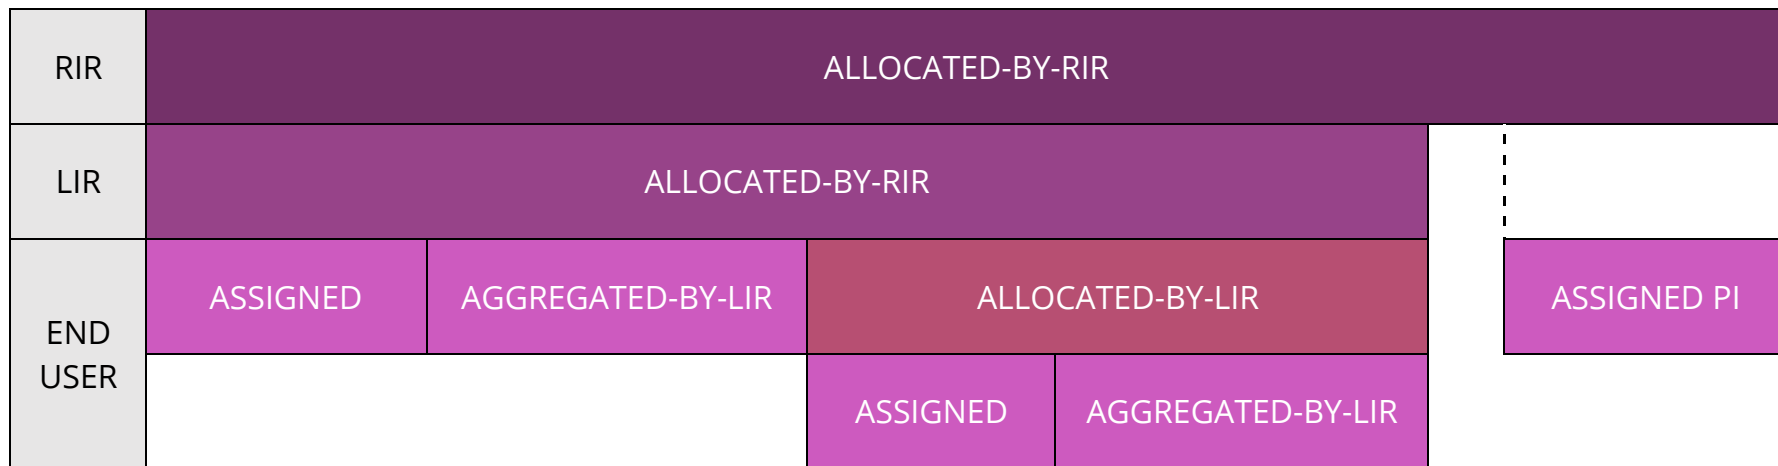 RIR
ALLOCATED-BY-RIR
LIR
ALLOCATED-BY-RIR
END
USER
ASSIGNED
AGGREGATED-BY-LIR
ALLOCATED-BY-LIR
ASSIGNED PI
ASSIGNED
AGGREGATED-BY-LIR